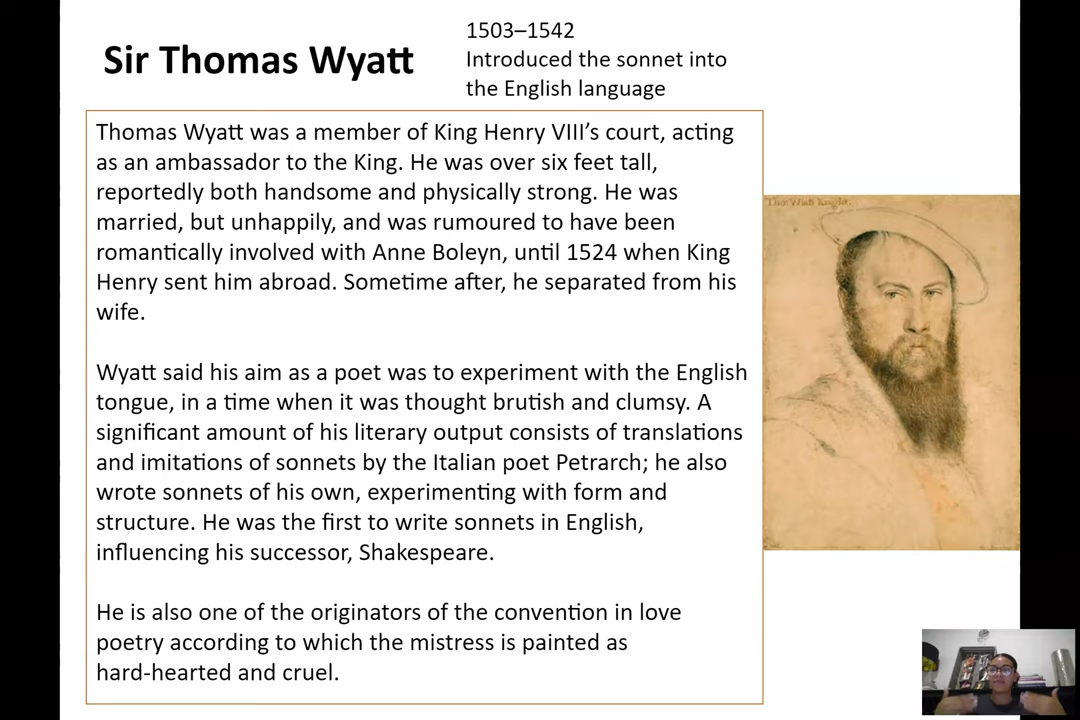 Sir Thomas Wyatt
1503–1542
Introduced the sonnet into
the English language
Thomas Wyatt was a member of King Henry VIII’s court, acting
as an ambassador to the King. He was over six feet tall,
reportedly both handsome and physically strong. He was
married, but unhappily, and was rumoured to have been
romantically involved with Anne Boleyn, until 1524 when King
Henry sent him abroad. Sometime after, he separated from his
wife.
Wyatt said his aim as a poet was to experiment with the English
tongue, in a time when it was thought brutish and clumsy. A
significant amount of his literary output consists of translations
and imitations of sonnets by the Italian poet Petrarch; he also
wrote sonnets of his own, experimenting with form and
structure. He was the first to write sonnets in English,
influencing his successor, Shakespeare.
He is also one of the originators of the convention in love
poetry according to which the mistress is painted as
hard-hearted and cruel.